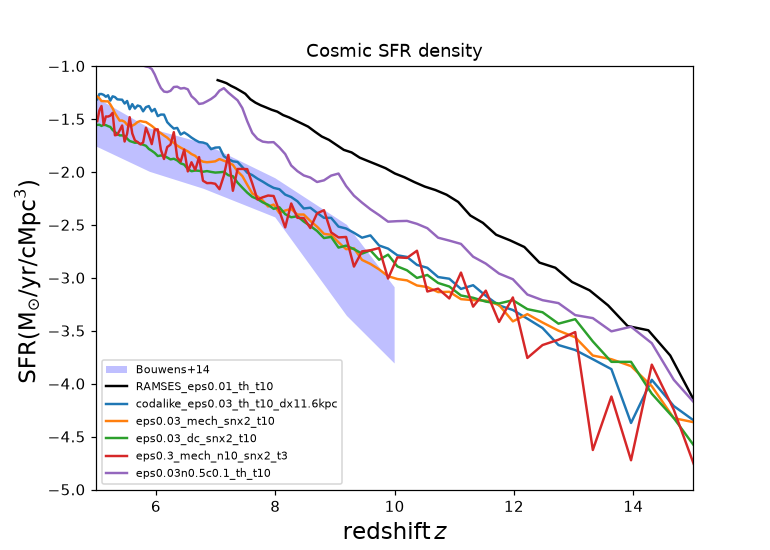 Cosmic SFR density
SFR(M⊙/yr/cMpc³)
−1.0
−1.5
−2.0
−2.5
−3.0
−3.5
−4.0
−4.5
−5.0
Bouwens+14
RAMSES_eps0.01_th_t10
codalike_eps0.03_th_t10_dx11.6kpc
eps0.03_mech_snx2_t10
eps0.03_dc_snx2_t10
eps0.3_mech_n10_snx2_t3
eps0.03n0.5c0.1_th_t10
6 8 10 12 14
redshift z